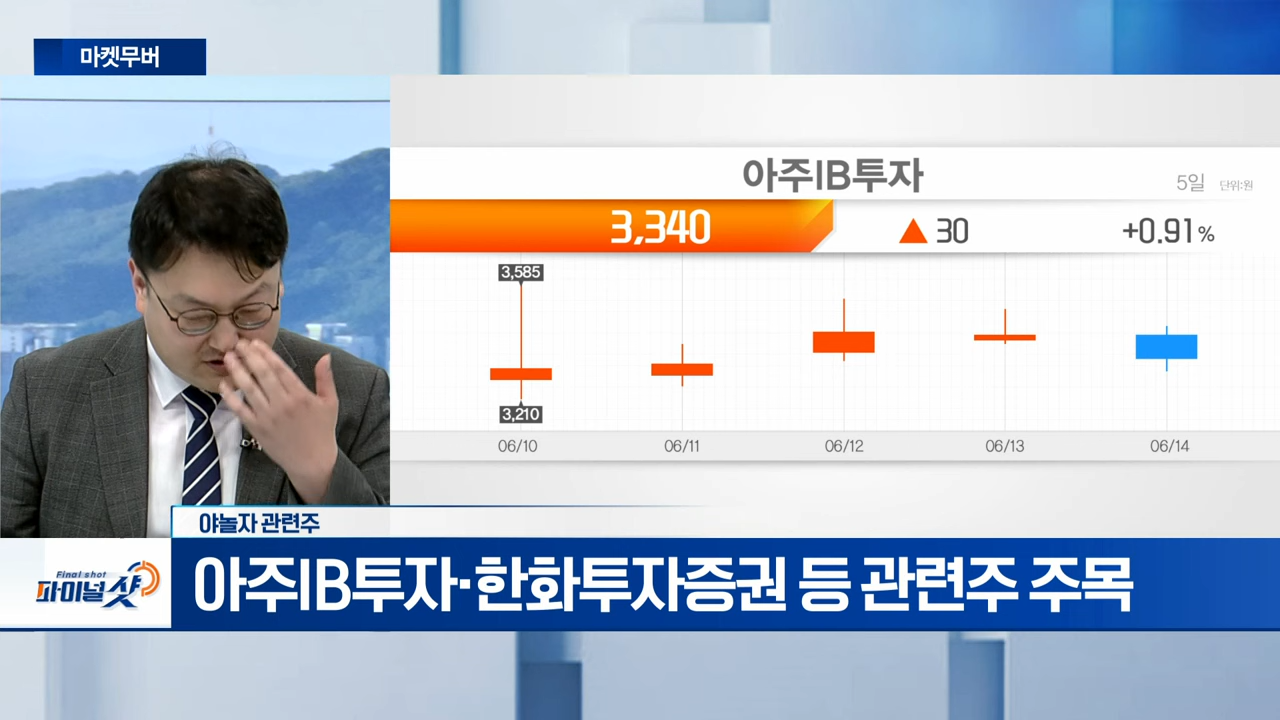 마켓무버
아주IB투자
5일 단위:원
3,340 ▲ 30 +0.91%
3,585
3,210
06/10 06/11 06/12 06/13 06/14
야놀자 관련주
Final shot
파이널샷
아주IB투자·한화투자증권 등 관련주 주목